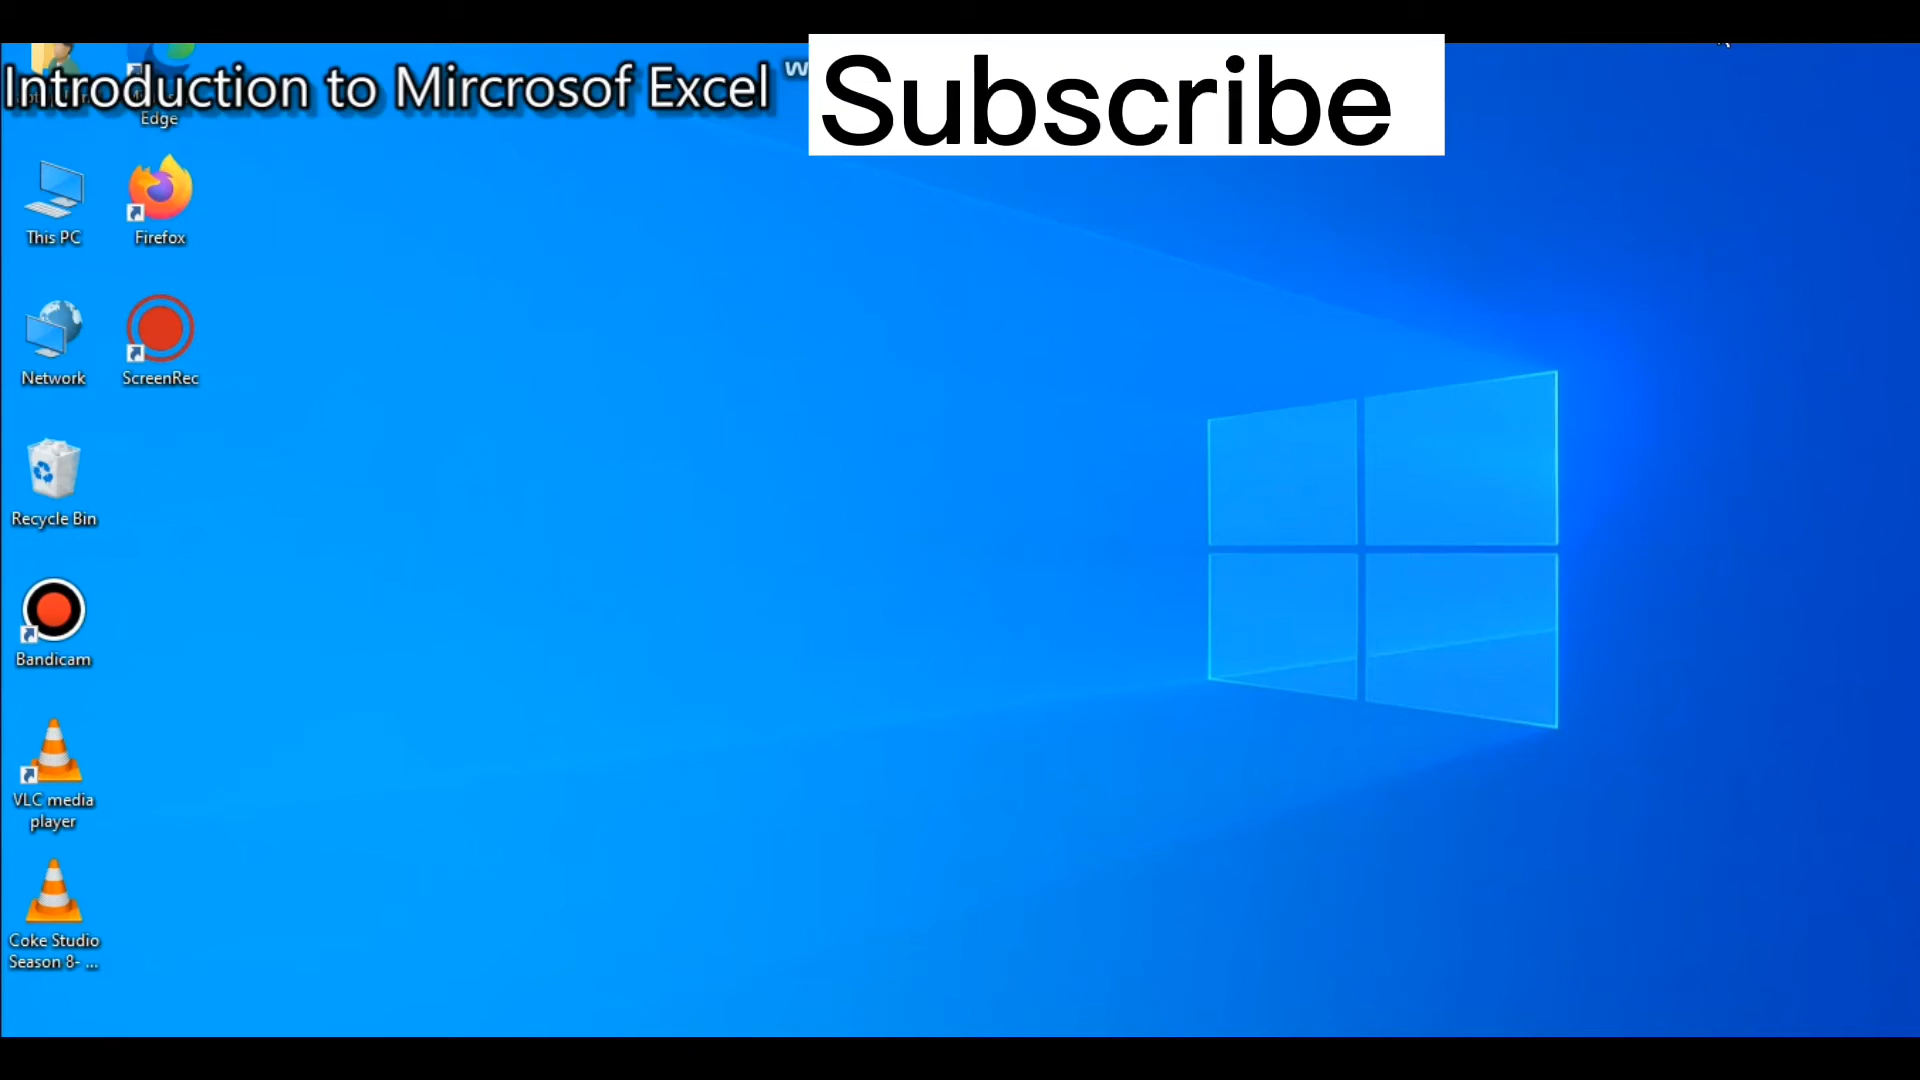 Introduction to Mircrosof Excel
Subscribe
Edge
This PC
Firefox
Network
ScreenRec
Recycle Bin
Bandicam
VLC media
player
Coke Studio
Season 8- ...